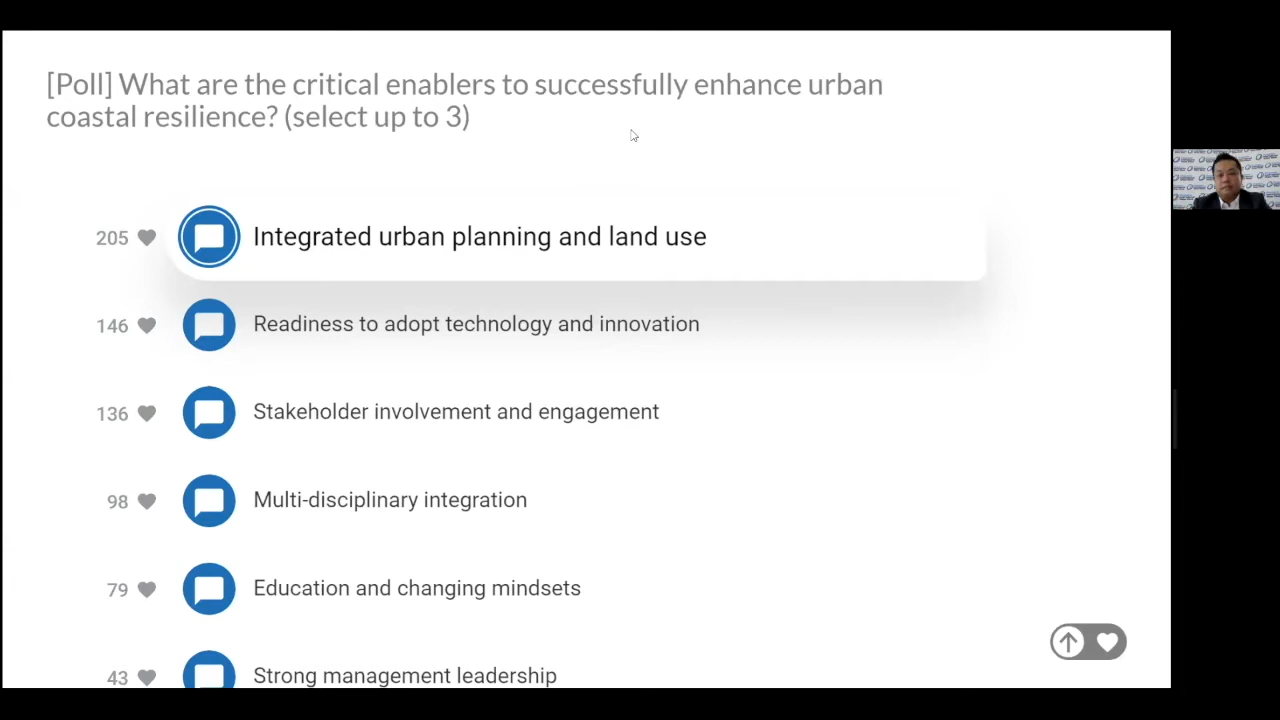 [Poll] What are the critical enablers to successfully enhance urban
coastal resilience? (select up to 3)
205 Integrated urban planning and land use
146 Readiness to adopt technology and innovation
136 Stakeholder involvement and engagement
98 Multi-disciplinary integration
79 Education and changing mindsets
43 Strong management leadership